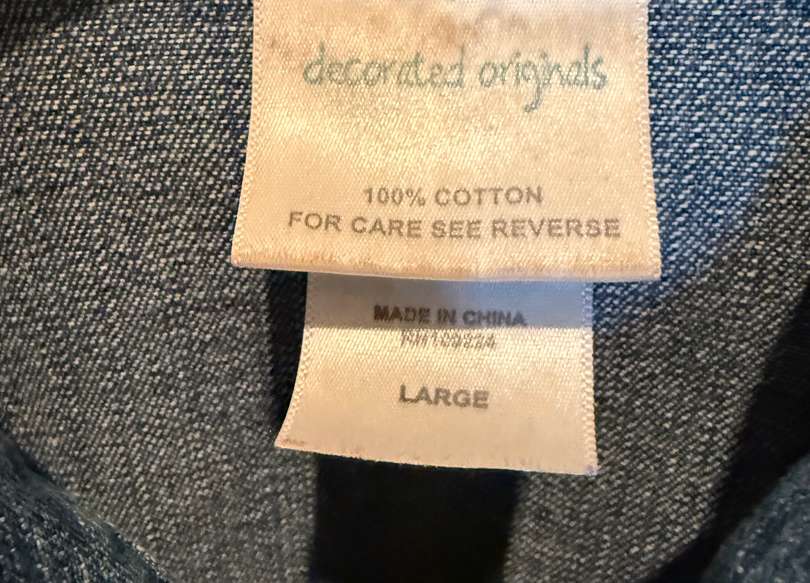 decorated originals
100% COTTON
FOR CARE SEE REVERSE
MADE IN CHINA
LARGE